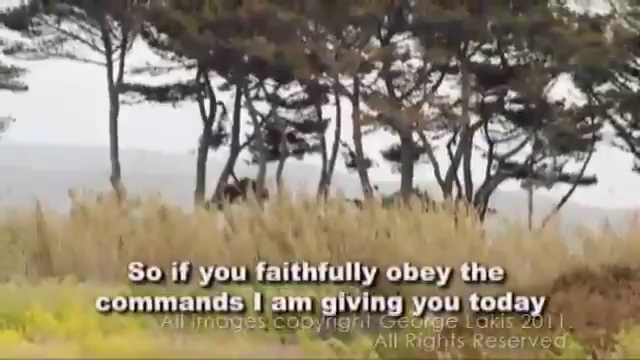 So if you faithfully obey the
commands I am giving you today
All images copyright George Lakis 2011.
All Rights Reserved.